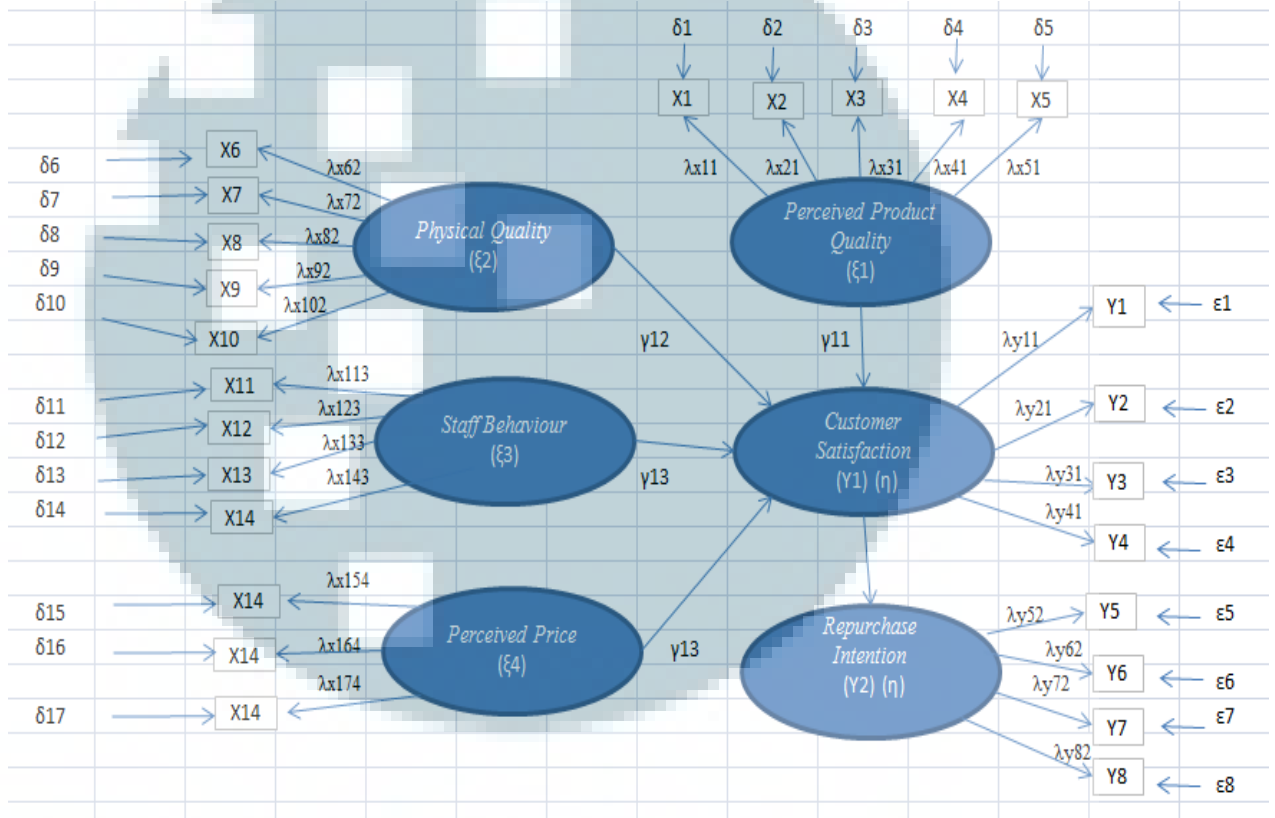 δ1 δ2 δ3 δ4 δ5
X1 X2 X3 X4 X5
λx11 λx21 λx31 λx41 λx51
Perceived Product
Quality
(ξ1)
δ6
δ7
δ8
δ9
δ10
X6
X7
X8
X9
X10
λx62
λx72
λx82
λx92
λx102
Physical Quality
(ξ2)
γ12
γ11
δ11
δ12
δ13
δ14
X11
X12
X13
X14
λx113
λx123
λx133
λx143
Staff Behaviour
(ξ3)
γ13
Customer
Satisfaction
(Y1) (η)
λy11
λy21
λy31
λy41
Y1
Y2
Y3
Y4
ε1
ε2
ε3
ε4
δ15
δ16
δ17
X14
X14
X14
λx154
λx164
λx174
Perceived Price
(ξ4)
γ13
Repurchase
Intention
(Y2) (η)
λy52
λy62
λy72
λy82
Y5
Y6
Y7
Y8
ε5
ε6
ε7
ε8